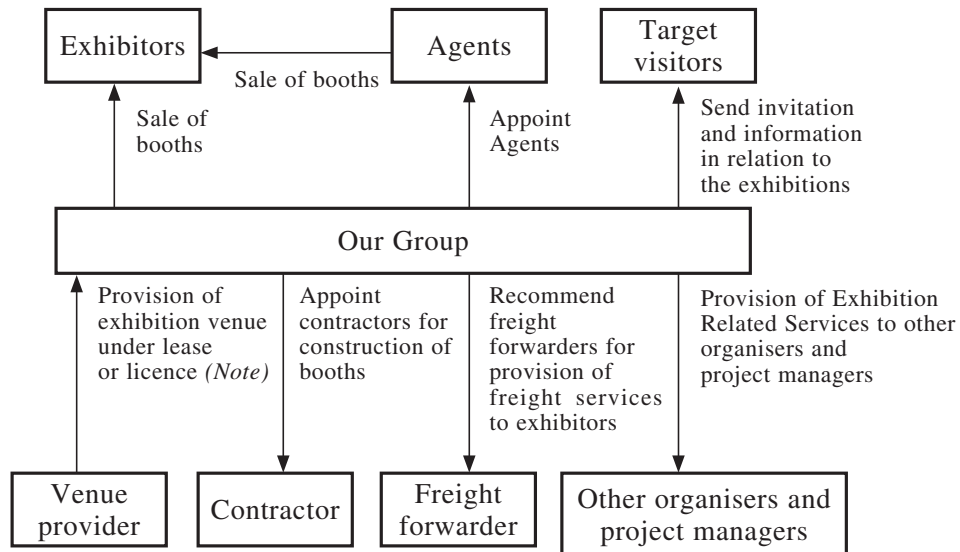 Exhibitors
Agents
Target
visitors
Sale of booths
Sale of
booths
Appoint
Agents
Send invitation
and information
in relation to
the exhibitions
Our Group
Provision of
exhibition venue
under lease
or licence (Note)
Appoint
contractors for
construction of
booths
Recommend
freight
forwarders for
provision of
freight services
to exhibitors
Provision of Exhibition
Related Services to other
organisers and
project managers
Venue
provider
Contractor
Freight
forwarder
Other organisers and
project managers